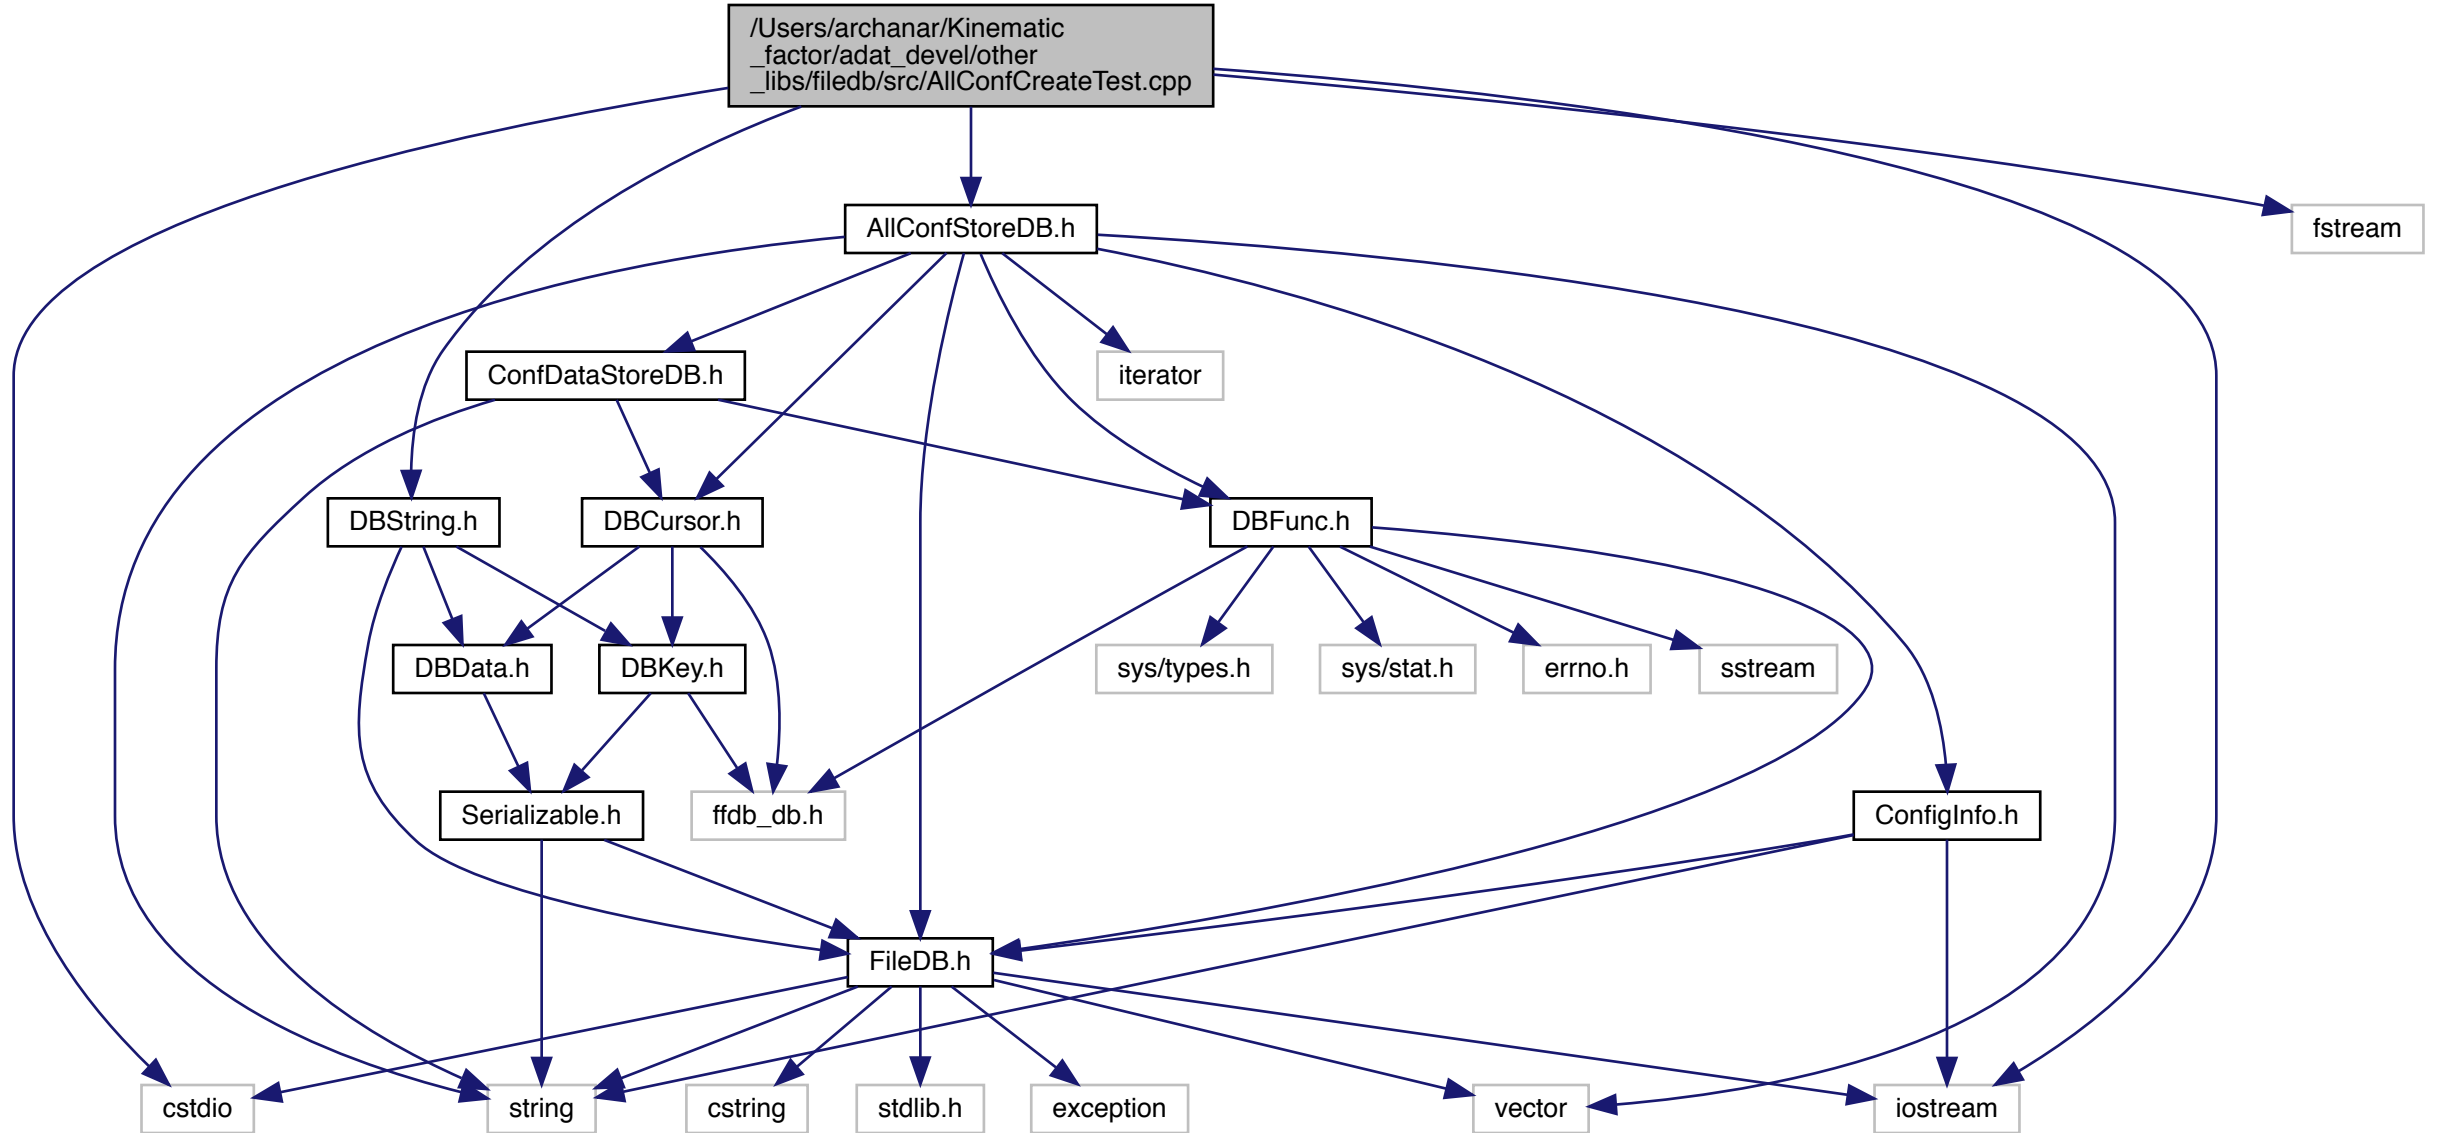 /Users/archanar/Kinematic
_factor/adat_devel/other
_libs/filedb/src/AllConfCreateTest.cpp
AllConfStoreDB.h
fstream
ConfDataStoreDB.h
iterator
DBString.h
DBCursor.h
DBFunc.h
DBData.h
DBKey.h
sys/types.h
sys/stat.h
errno.h
sstream
Serializable.h
ffdb_db.h
ConfigInfo.h
FileDB.h
cstdio
string
cstring
stdlib.h
exception
vector
iostream